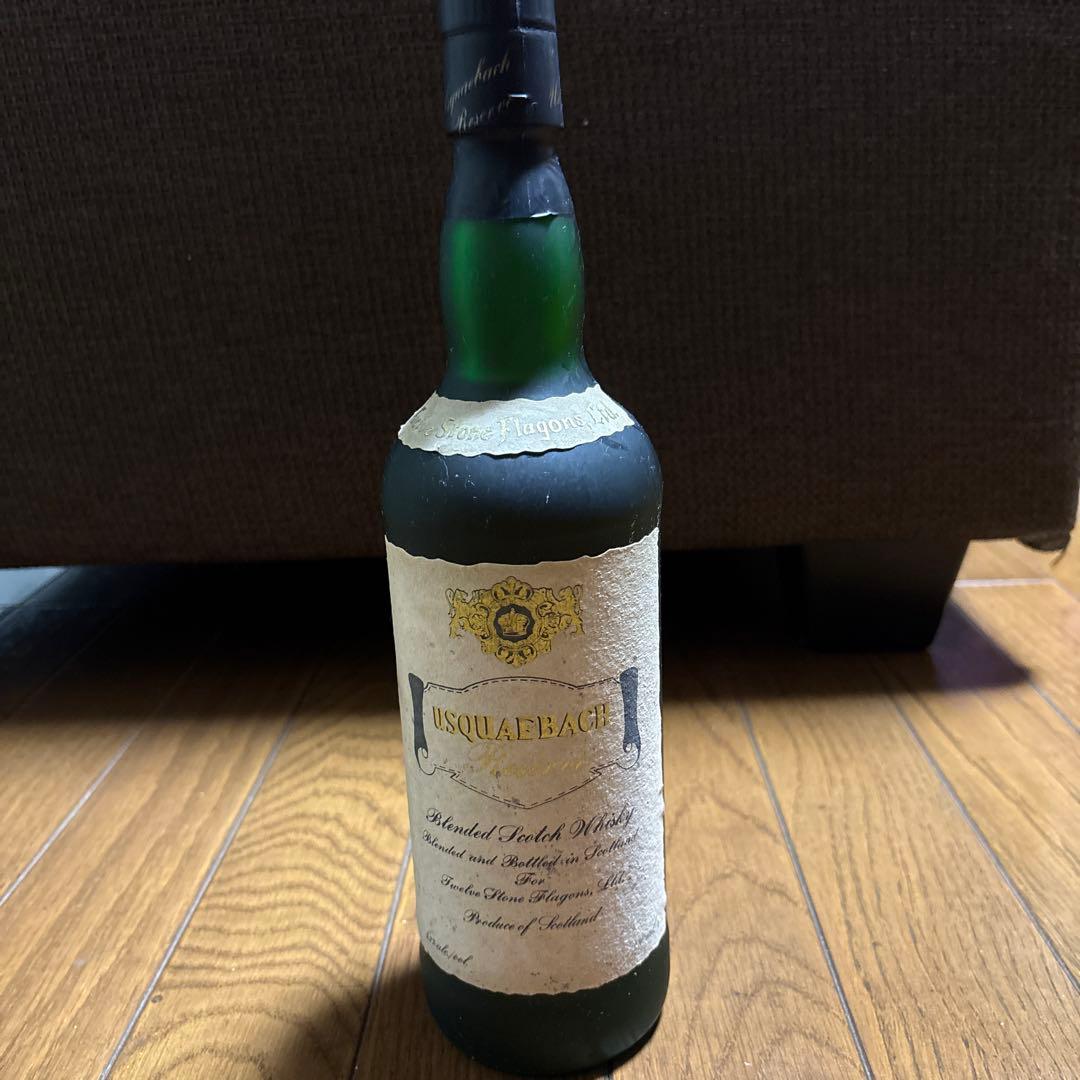 Reserve
Stone Flagons, Ltd.
USQUAEBACH
Reserve
Blended Scotch Whisky
Blended and Bottled in Scotland
For
Twelve Stone Flagons, Ltd.
Produce of Scotland